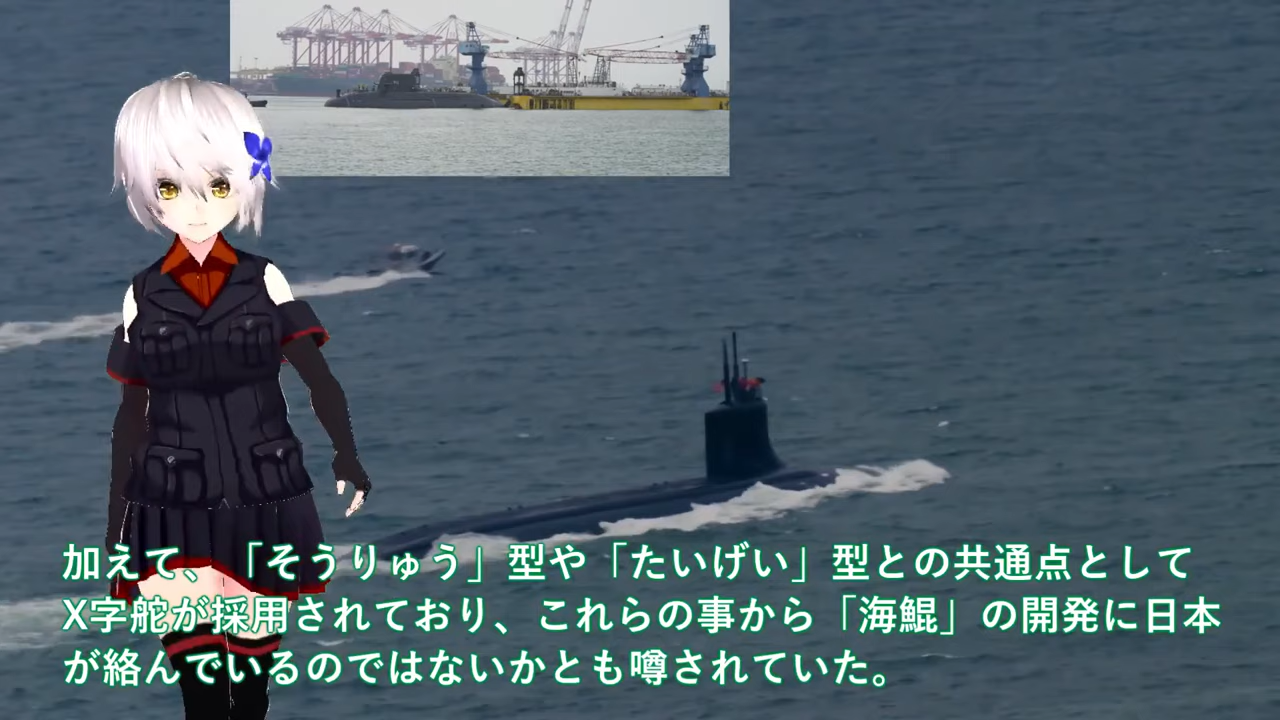 加えて、「そうりゅう」型や「たいげい」型との共通点として
X字舵が採用されており、これらの事から「海鯤」の開発に日本
が絡んでいるのではないかとも噂されていた。